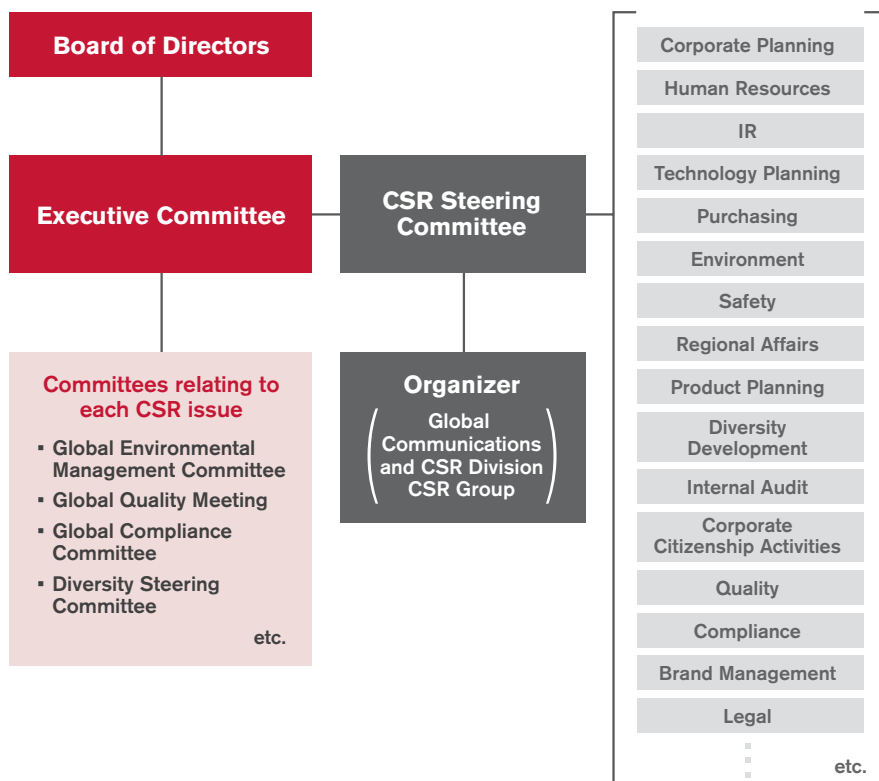 Board of Directors
Executive Committee
CSR Steering
Committee
Committees relating to
each CSR issue
▪ Global Environmental
Management Committee
▪ Global Quality Meeting
▪ Global Compliance
Committee
▪ Diversity Steering
Committee
etc.
Organizer
(Global
Communications
and CSR Division
CSR Group)
Corporate Planning
Human Resources
IR
Technology Planning
Purchasing
Environment
Safety
Regional Affairs
Product Planning
Diversity
Development
Internal Audit
Corporate
Citizenship Activities
Quality
Compliance
Brand Management
Legal
etc.